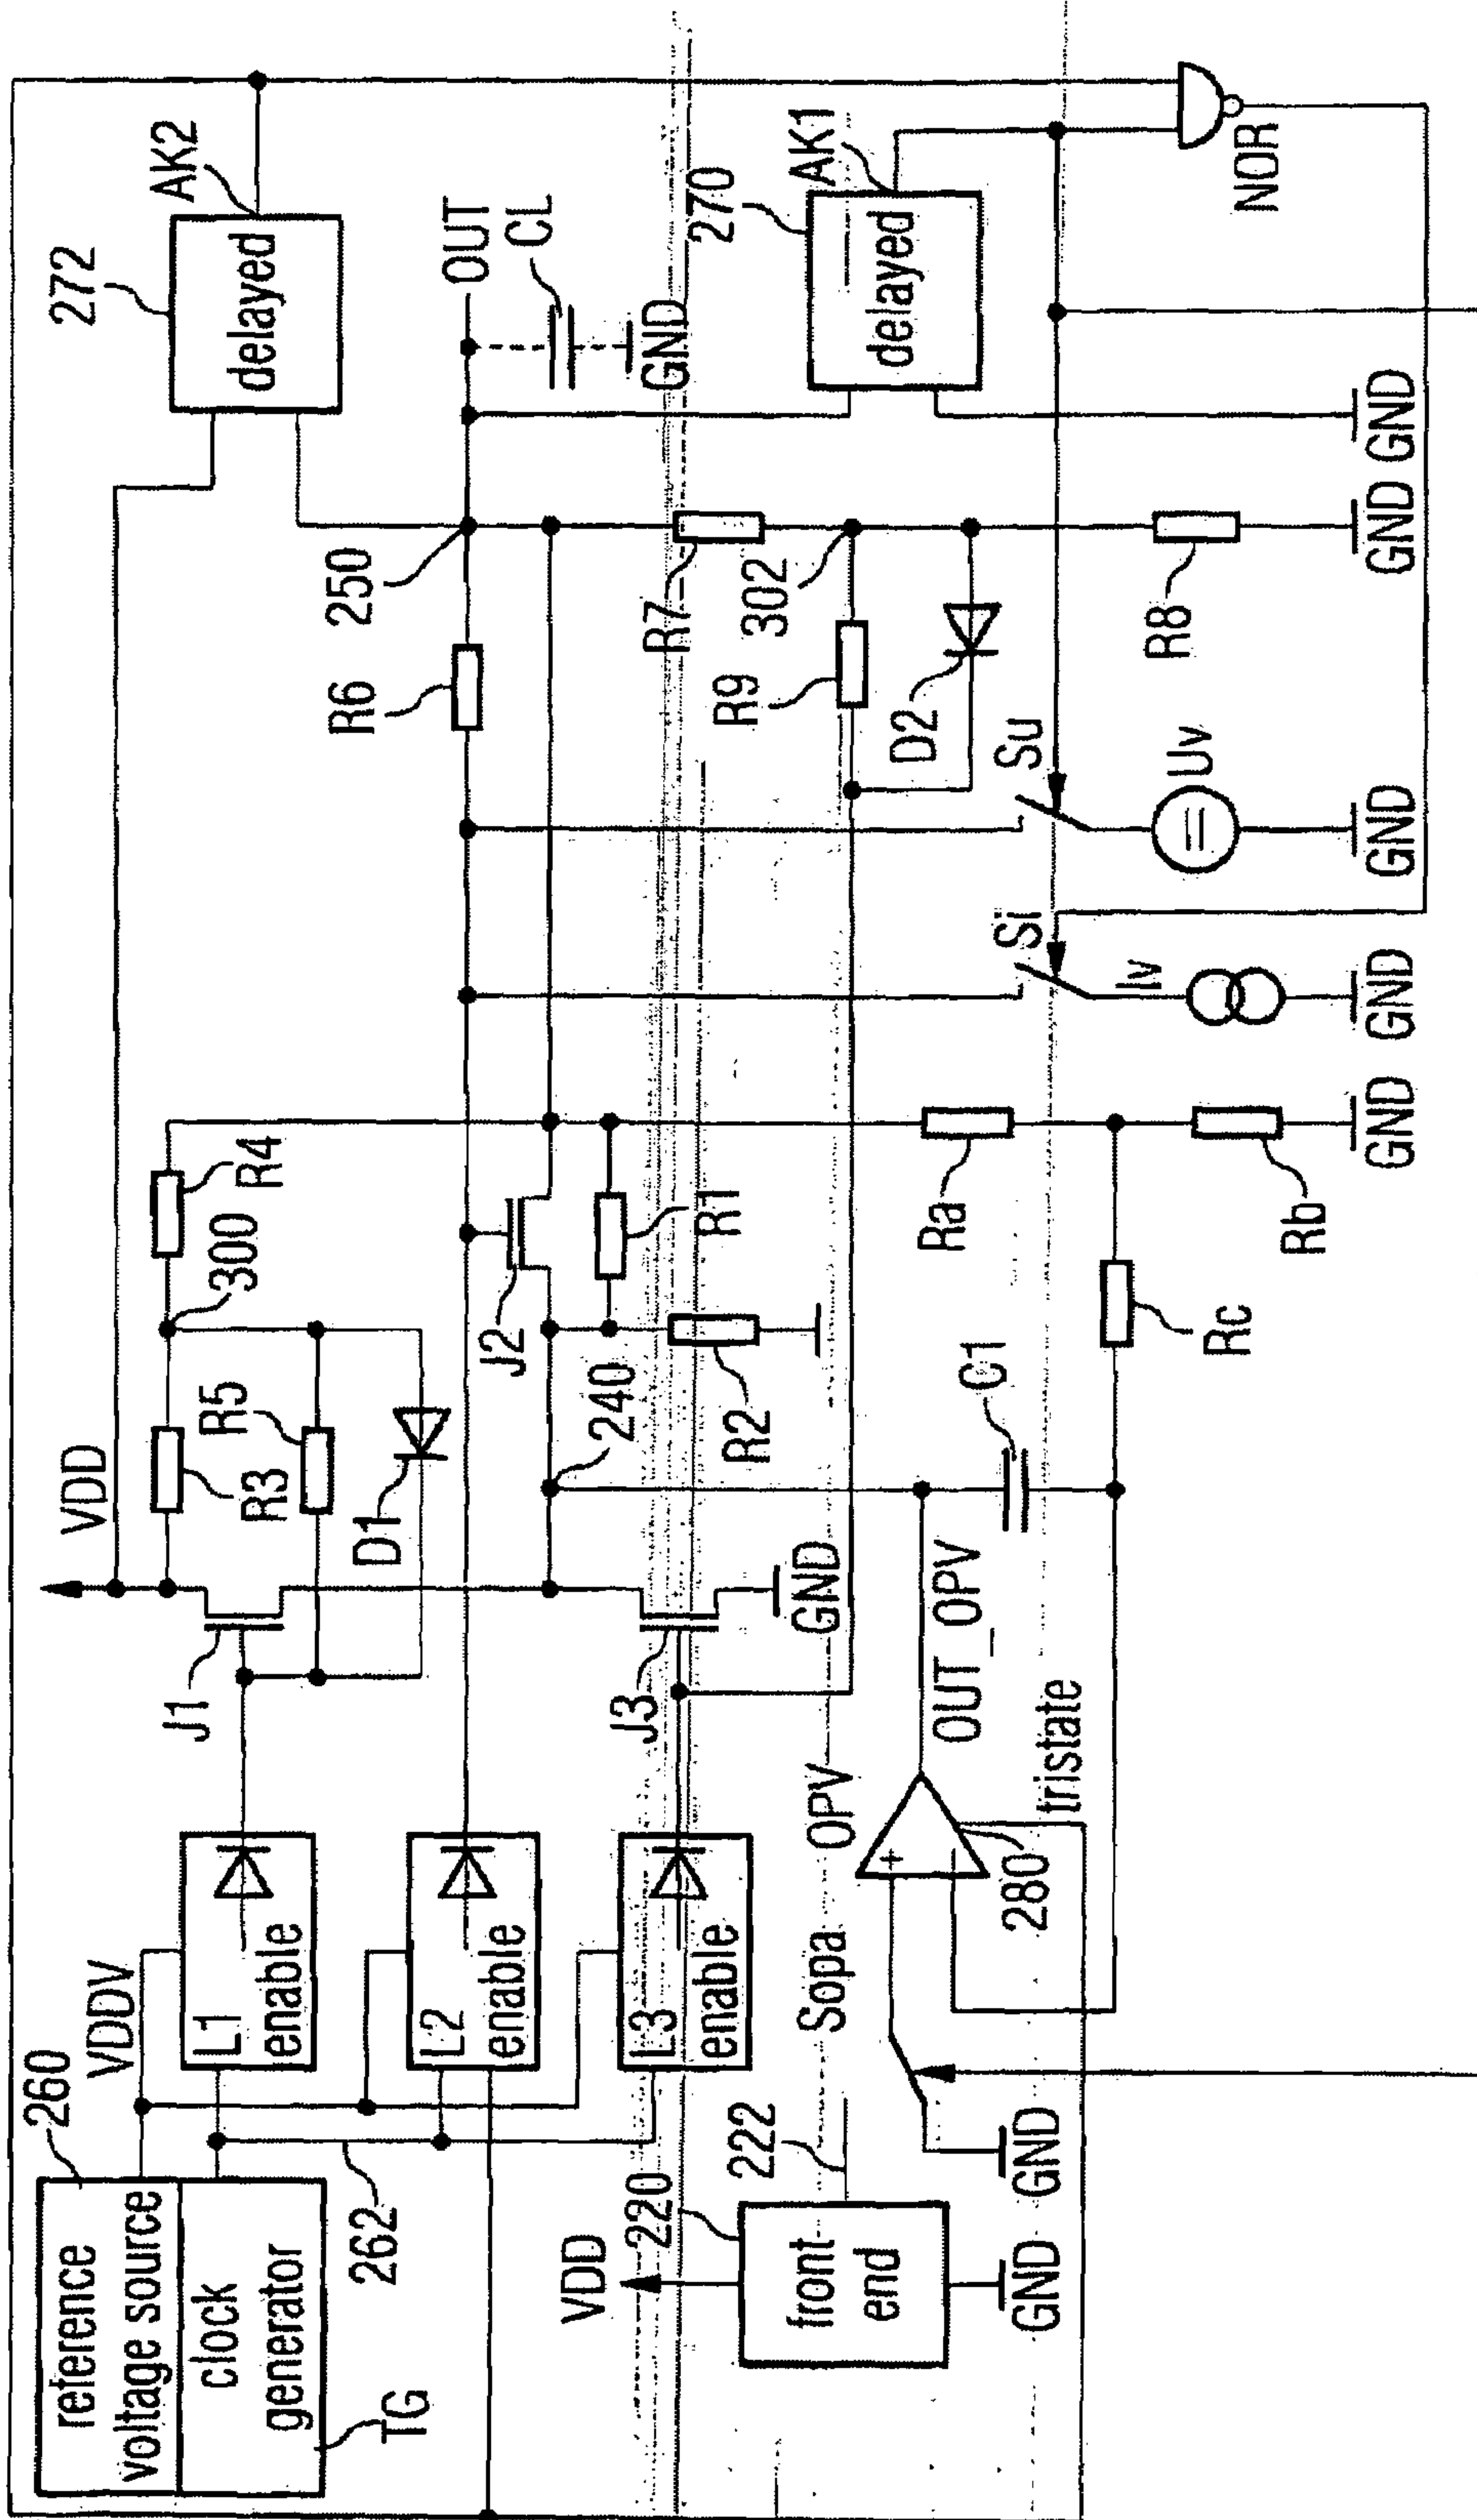 260
reference
voltage source
clock
generator
TG
262
VDDV
L1
enable
L2
enable
L3
enable
VDD
220
front
end
GND
222
Sopa
GND
OPV
280
tristate
OUT_OPV
J1
VDD
R3
R5
D1
300
R4
J2
240
R1
R2
J3
GND
C1
Ra
Rb
Rc
GND
Si
Iv
GND
Su
Uv
GND
R6
250
R7
302
R9
D2
R8
GND
GND
272
delayed
AK2
OUT
CL
GND
270
delayed
AK1
NOR